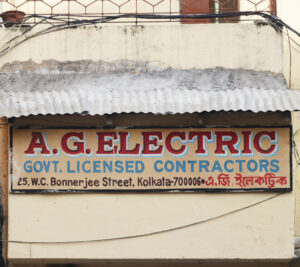 A.G.ELECTRIC
GOVT. LICENSED CONTRACTORS
25, W.C. Bonnerjee Street, Kolkata-700006•এ.জি ইলেকট্রিক